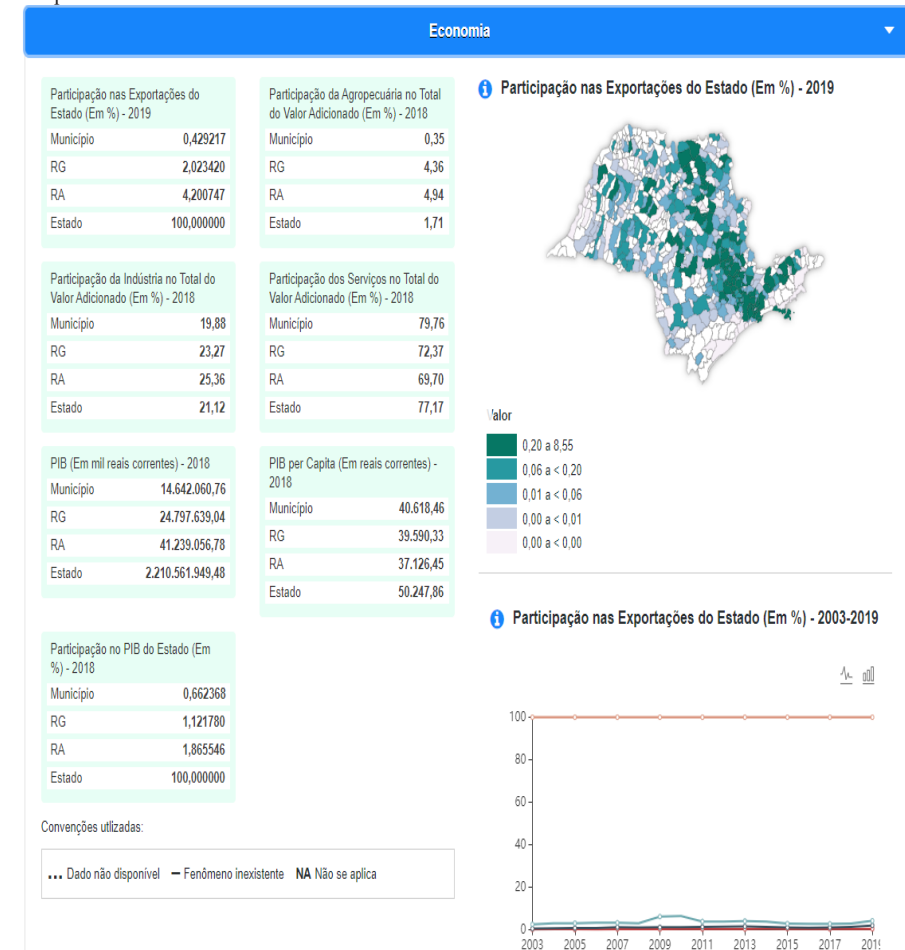 Economia
Participação nas Exportações do
Estado (Em %) - 2019
Município 0,429217
RG 2,023420
RA 4,200747
Estado 100,000000
Participação da Agropecuária no Total
do Valor Adicionado (Em %) - 2018
Município 0,35
RG 4,36
RA 4,94
Estado 1,71
Participação da Indústria no Total do
Valor Adicionado (Em %) - 2018
Município 19,88
RG 23,27
RA 25,36
Estado 21,12
Participação dos Serviços no Total do
Valor Adicionado (Em %) - 2018
Município 79,76
RG 72,37
RA 69,70
Estado 77,17
PIB (Em mil reais correntes) - 2018
Município 14.642.060,76
RG 24.797.639,04
RA 41.239.056,78
Estado 2.210.561.949,48
PIB per Capita (Em reais correntes) -
2018
Município 40.618,46
RG 39.590,33
RA 37.126,45
Estado 50.247,86
Participação no PIB do Estado (Em
%) - 2018
Município 0,662368
RG 1,121780
RA 1,865546
Estado 100,000000
Convenções utlizadas:
... Dado não disponível – Fenômeno inexistente NA Não se aplica
Participação nas Exportações do Estado (Em %) - 2019
Valor
0,20 a 8,55
0,06 a < 0,20
0,01 a < 0,06
0,00 a < 0,01
0,00 a < 0,00
Participação nas Exportações do Estado (Em %) - 2003-2019
100
80
60
40
20
0
2003 2005 2007 2009 2011 2013 2015 2017 2019